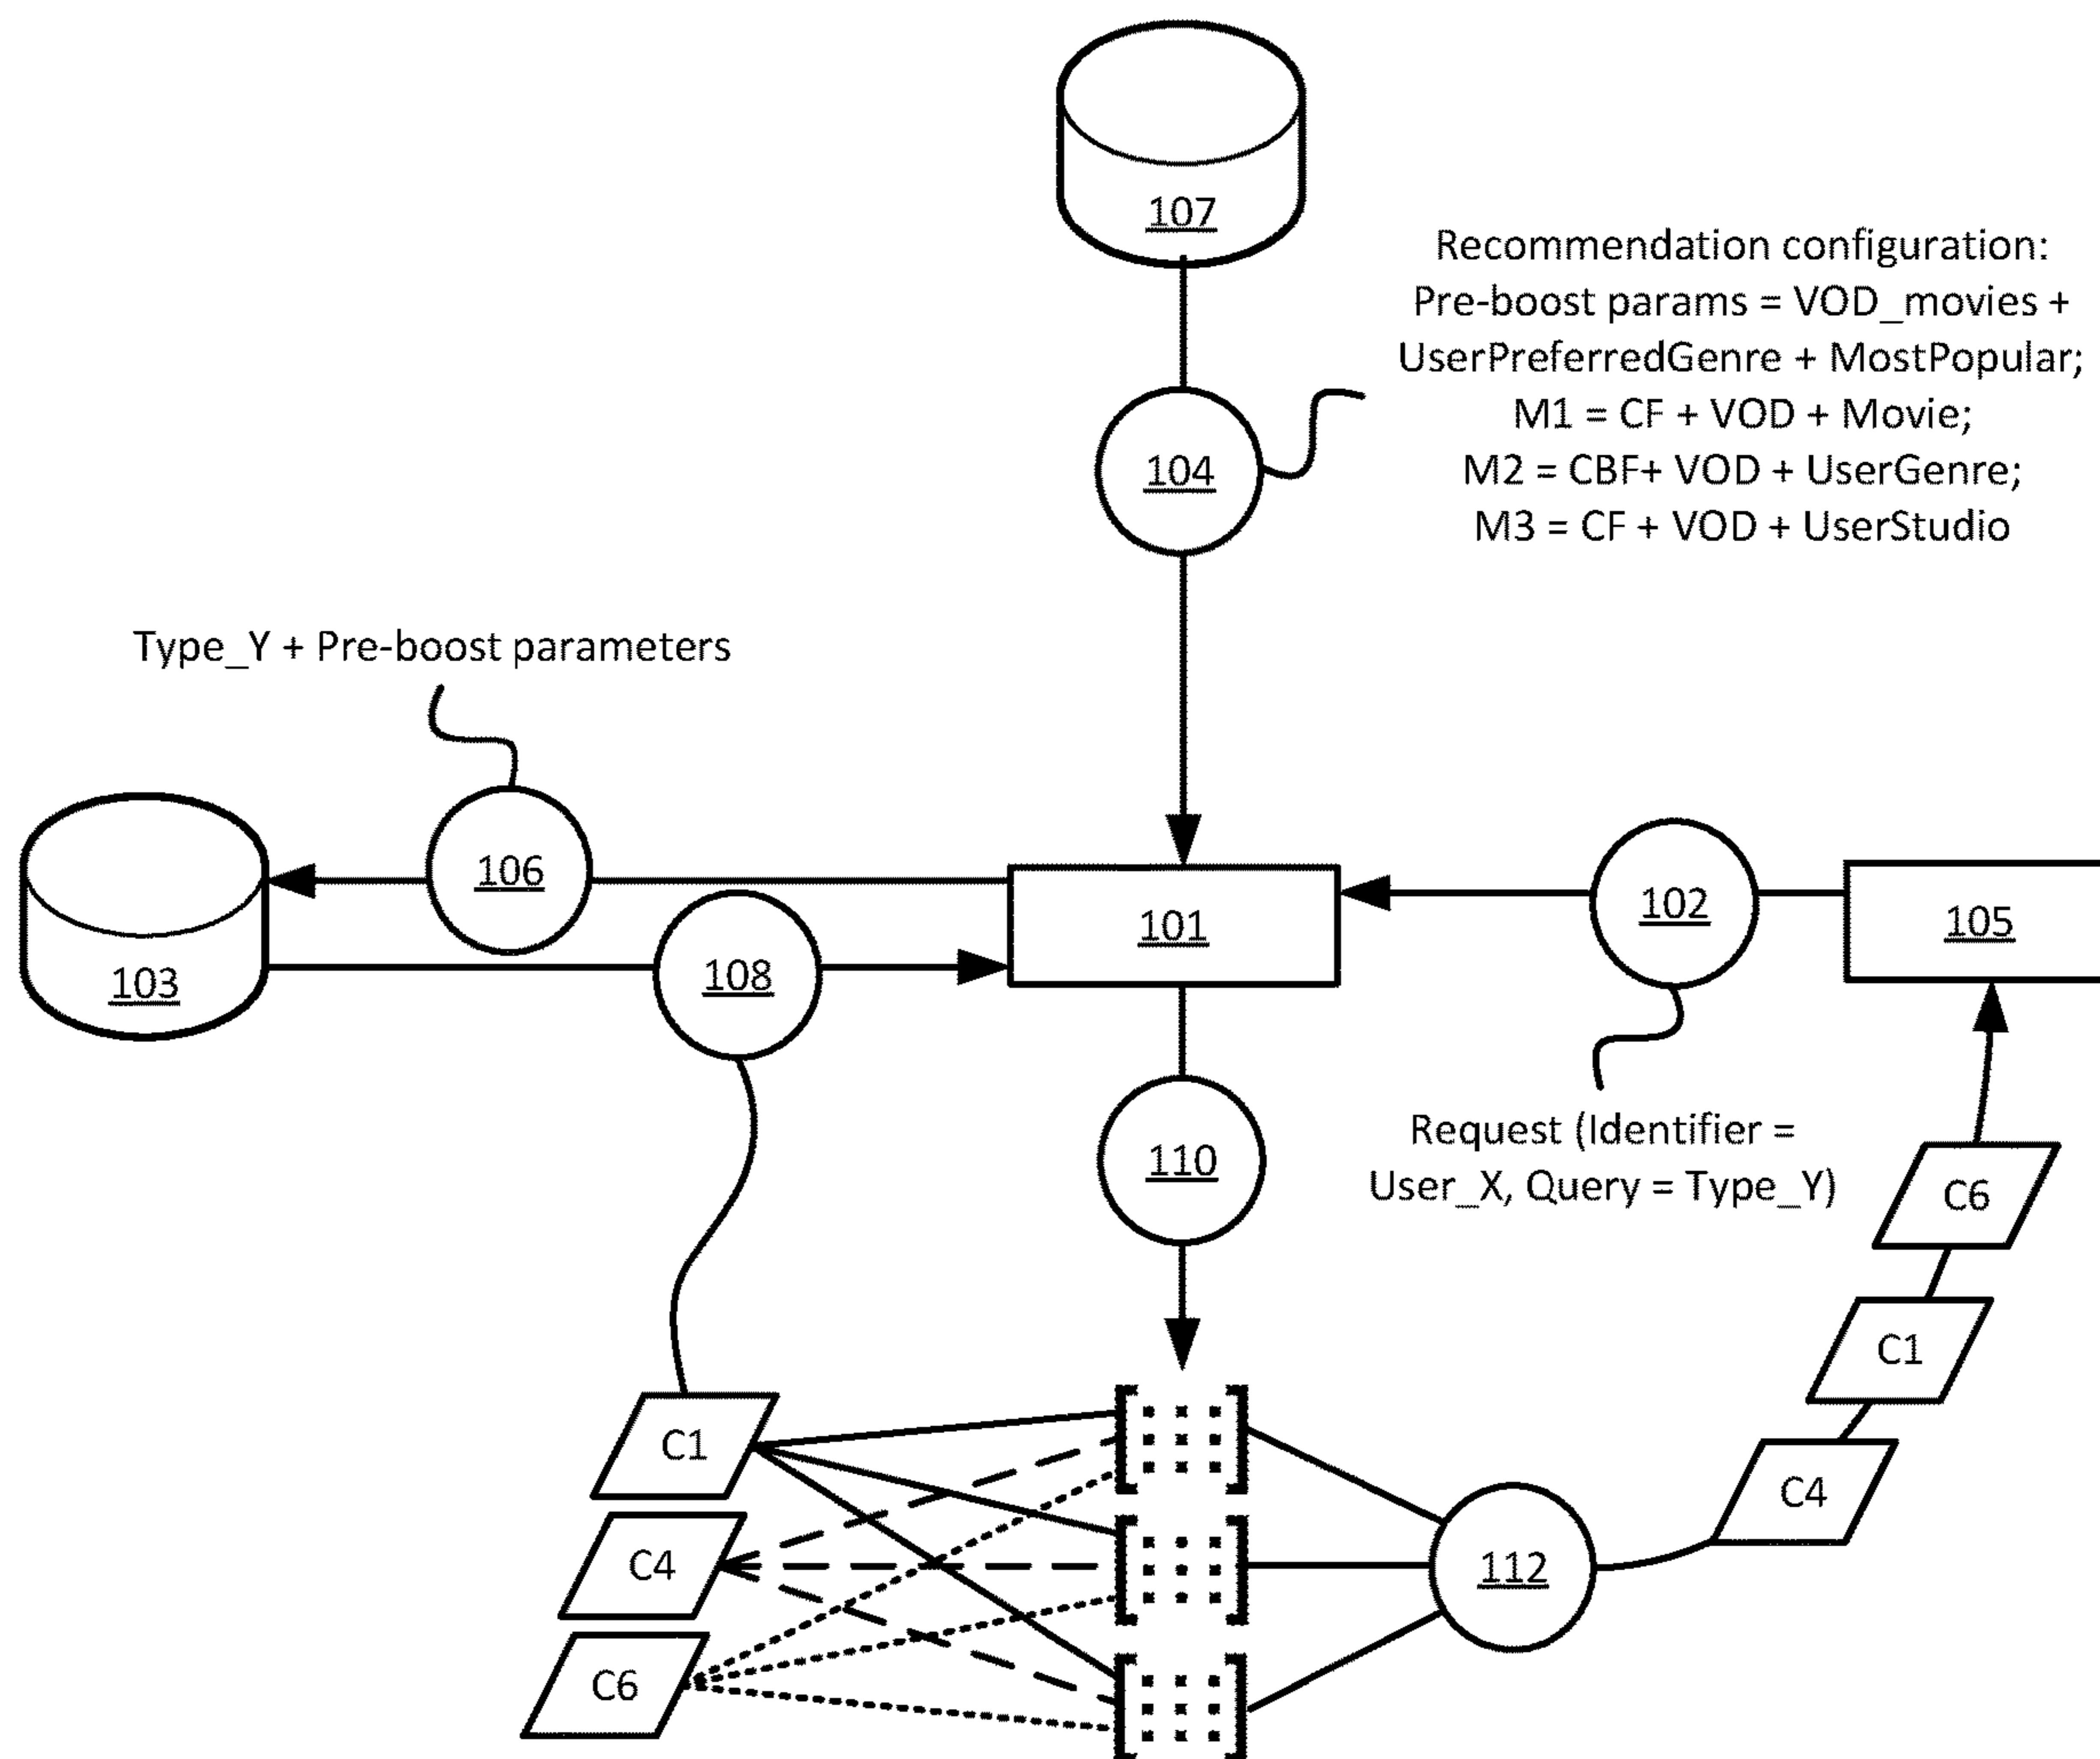 107
Recommendation configuration:
Pre-boost params = VOD_movies +
UserPreferredGenre + MostPopular;
M1 = CF + VOD + Movie;
M2 = CBF+ VOD + UserGenre;
M3 = CF + VOD + UserStudio
104
Type_Y + Pre-boost parameters
106
102
101
105
103
108
Request (Identifier =
User_X, Query = Type_Y)
110
C6
C1
C1
C4
C4
112
C6